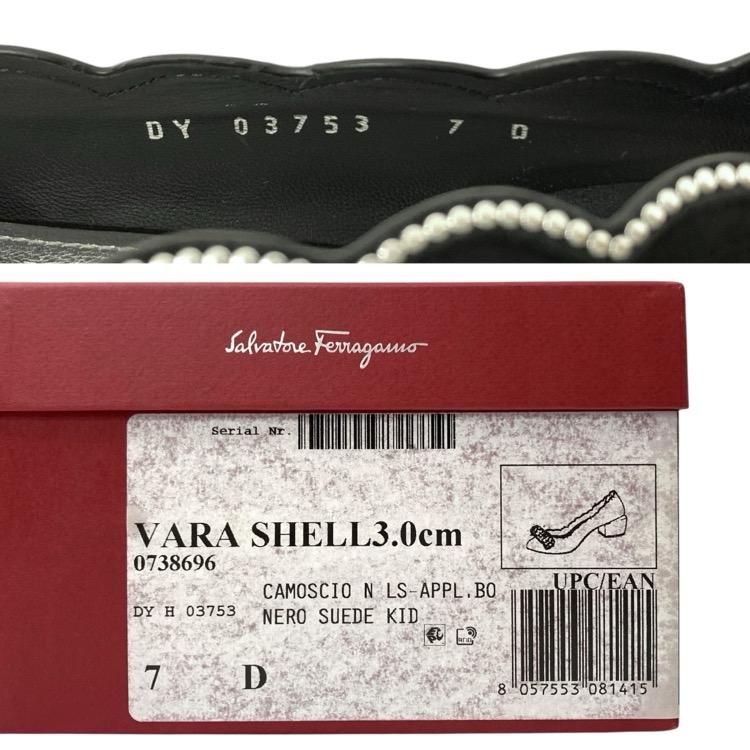 DY 03753 7 D
Salvatore Ferragamo
Serial Nr.
VARA SHELL3.0cm
0738696
CAMOSCIO N LS-APPL.BO
UPC/EAN
DY H 03753
NERO SUEDE KID
7 D
8 057553 081415